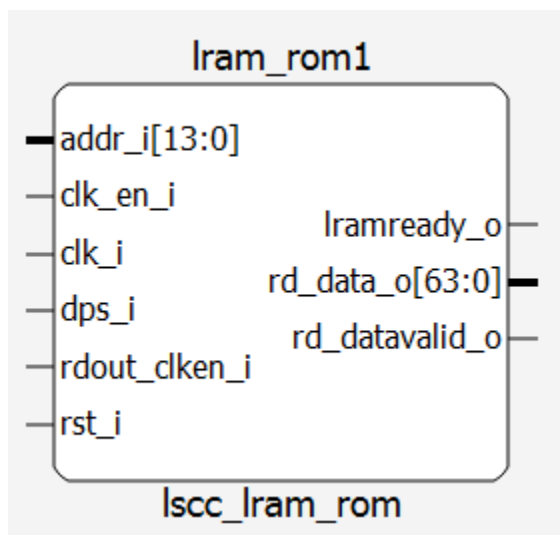 lram_rom1
addr_i[13:0]
clk_en_i
clk_i
dps_i
rdout_clken_i
rst_i
lramready_o
rd_data_o[63:0]
rd_datavalid_o
lscc_lram_rom